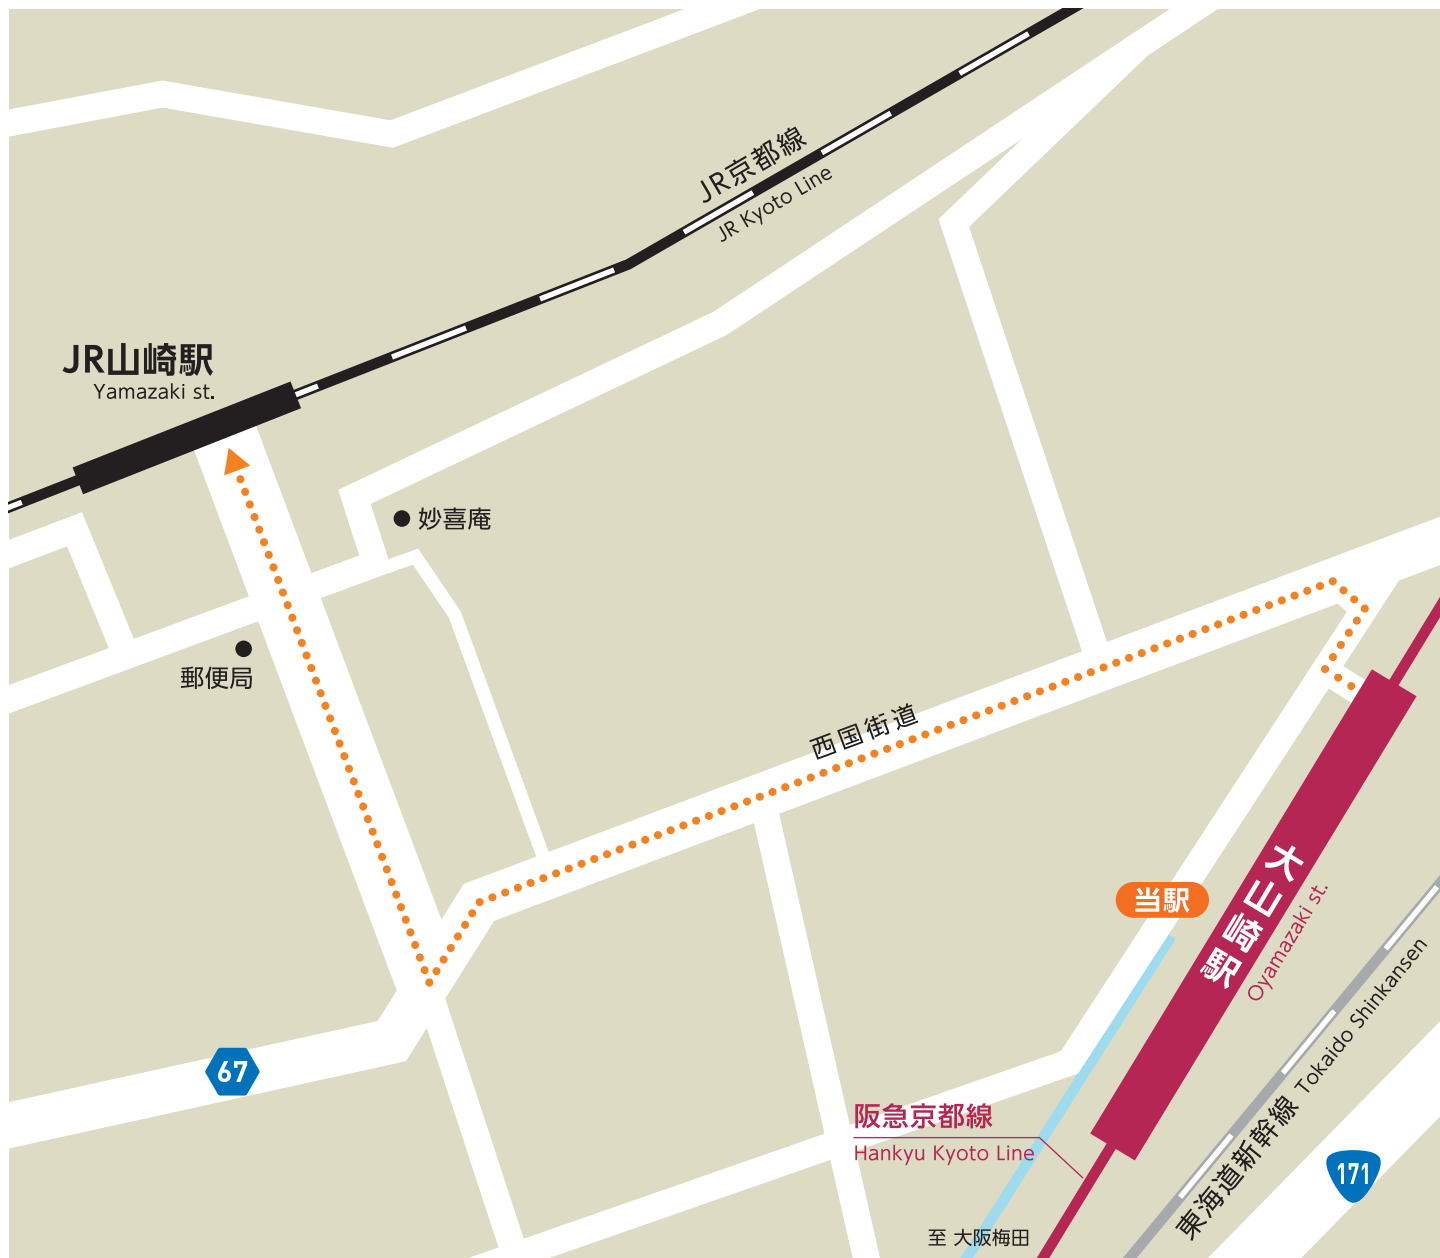 JR京都線
JR Kyoto Line
JR山崎駅
Yamazaki st.
妙喜庵
郵便局
西国街道
当駅
大山崎駅
Oyamazaki st.
67
阪急京都線
Hankyu Kyoto Line
東海道新幹線 Tokaido Shinkansen
171
至 大阪梅田